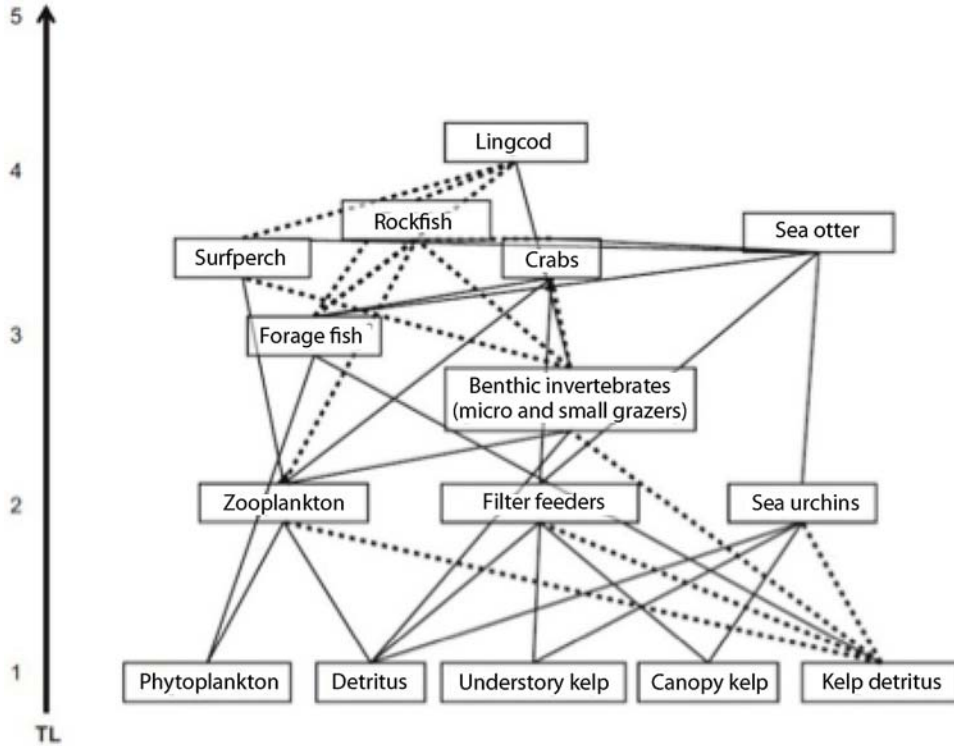 5
Lingcod
4
Rockfish
Sea otter
Surfperch
Crabs
3
Forage fish
Benthic invertebrates
(micro and small grazers)
2
Zooplankton
Filter feeders
Sea urchins
1
Phytoplankton
Detritus
Understory kelp
Canopy kelp
Kelp detritus
TL